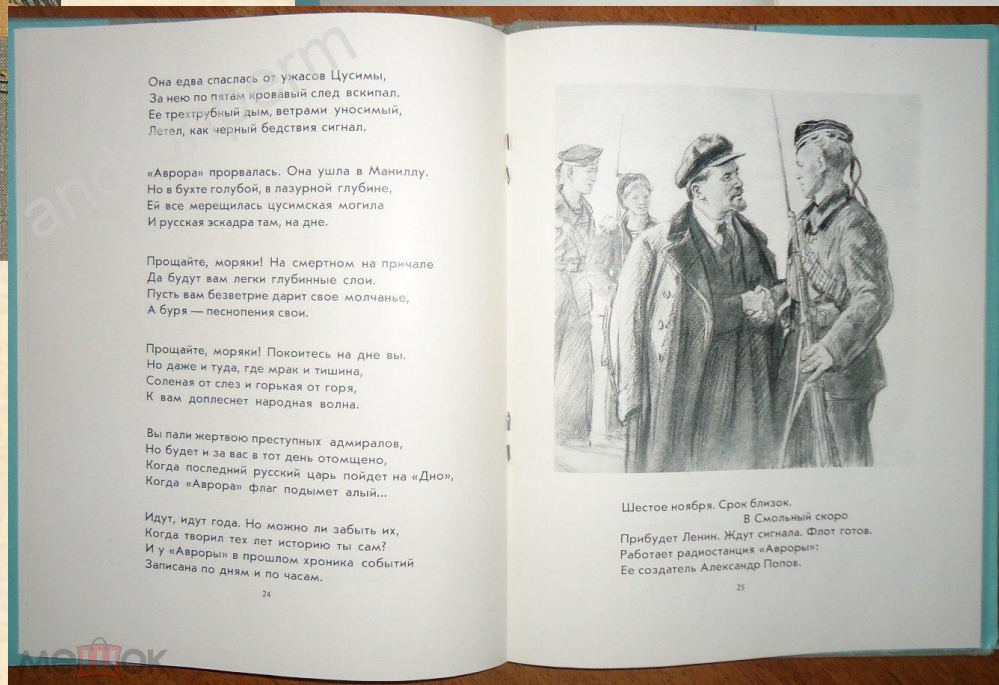 Она едва спаслась от ужасов Цусимы,
За нею по пятам кровавый след вскипал.
Ее трехтрубный дым, ветрами уносимый,
Летел, как черный бедствия сигнал.
«Аврора» прорвалась. Она ушла в Маниллу.
Но в бухте голубой, в лазурной глубине,
Ей все мерещилась цусимская могила
И русская эскадра там, на дне.
Прощайте, моряки! На смертном на причале
Да будут вам легки глубинные слои.
Пусть вам безветрие дарит свое молчанье,
А буря — песнопения свои.
Прощайте, моряки! Покоитесь на дне вы.
Но даже и туда, где мрак и тишина,
Соленая от слез и горькая от горя,
К вам доплеснет народная волна.
Вы пали жертвою преступных адмиралов,
Но будет и за вас в тот день отомщено,
Когда последний русский царь пойдет на «Дно»,
Когда «Аврора» флаг подымет алый...
Идут, идут года. Но можно ли забыть их,
Когда творил тех лет историю ты сам?
И у «Авроры» в прошлом хроника событий
Записана по дням и по часам.
24
Шестое ноября. Срок близок.
В Смольный скоро
Прибудет Ленин. Ждут сигнала. Флот готов.
Работает радиостанция «Авроры»:
Ее создатель Александр Попов.
25
мешок